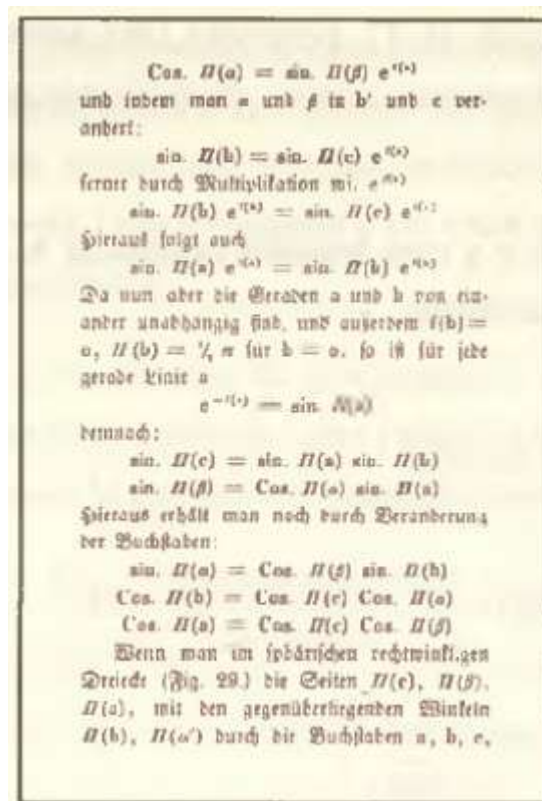 Cos. Π(α) = sin. Π(β) e
und indem man α und β in b' und c ver-
ändert:
sin. Π(b) = sin. Π(c) e
ferner durch Multiplikation mi. e
sin. Π(b) e = sin. Π(c) e
Hieraus folgt auch
sin. Π(a) e = sin. Π(b) e
Da nun aber die Geraden a und b von ein-
ander unabhängig sind, und außerdem f(b) =
o, Π(b) = ½ π für b = o, so ist für jede
gerade Linie a
= sin. Π(a)
demnach:
sin. Π(c) = sin. Π(a) sin. Π(b)
sin. Π(β) = Cos. Π(α) sin. Π(a)
Hieraus erhält man noch durch Veränderung
der Buchstaben:
sin. Π(α) = Cos. Π(β) sin. Π(b)
Cos. Π(b) = Cos. Π(c) Cos. Π(α)
Cos. Π(a) = Cos. Π(c) Cos. Π(β)
Wenn man im sphärischen rechtwinkl.gen
Dreiecke (Fig. 29.) die Seiten Π(c), Π(β),
Π(a), mit den gegenüberliegenden Winkeln
Π(b), Π(α') durch die Buchstaben a, b, c,